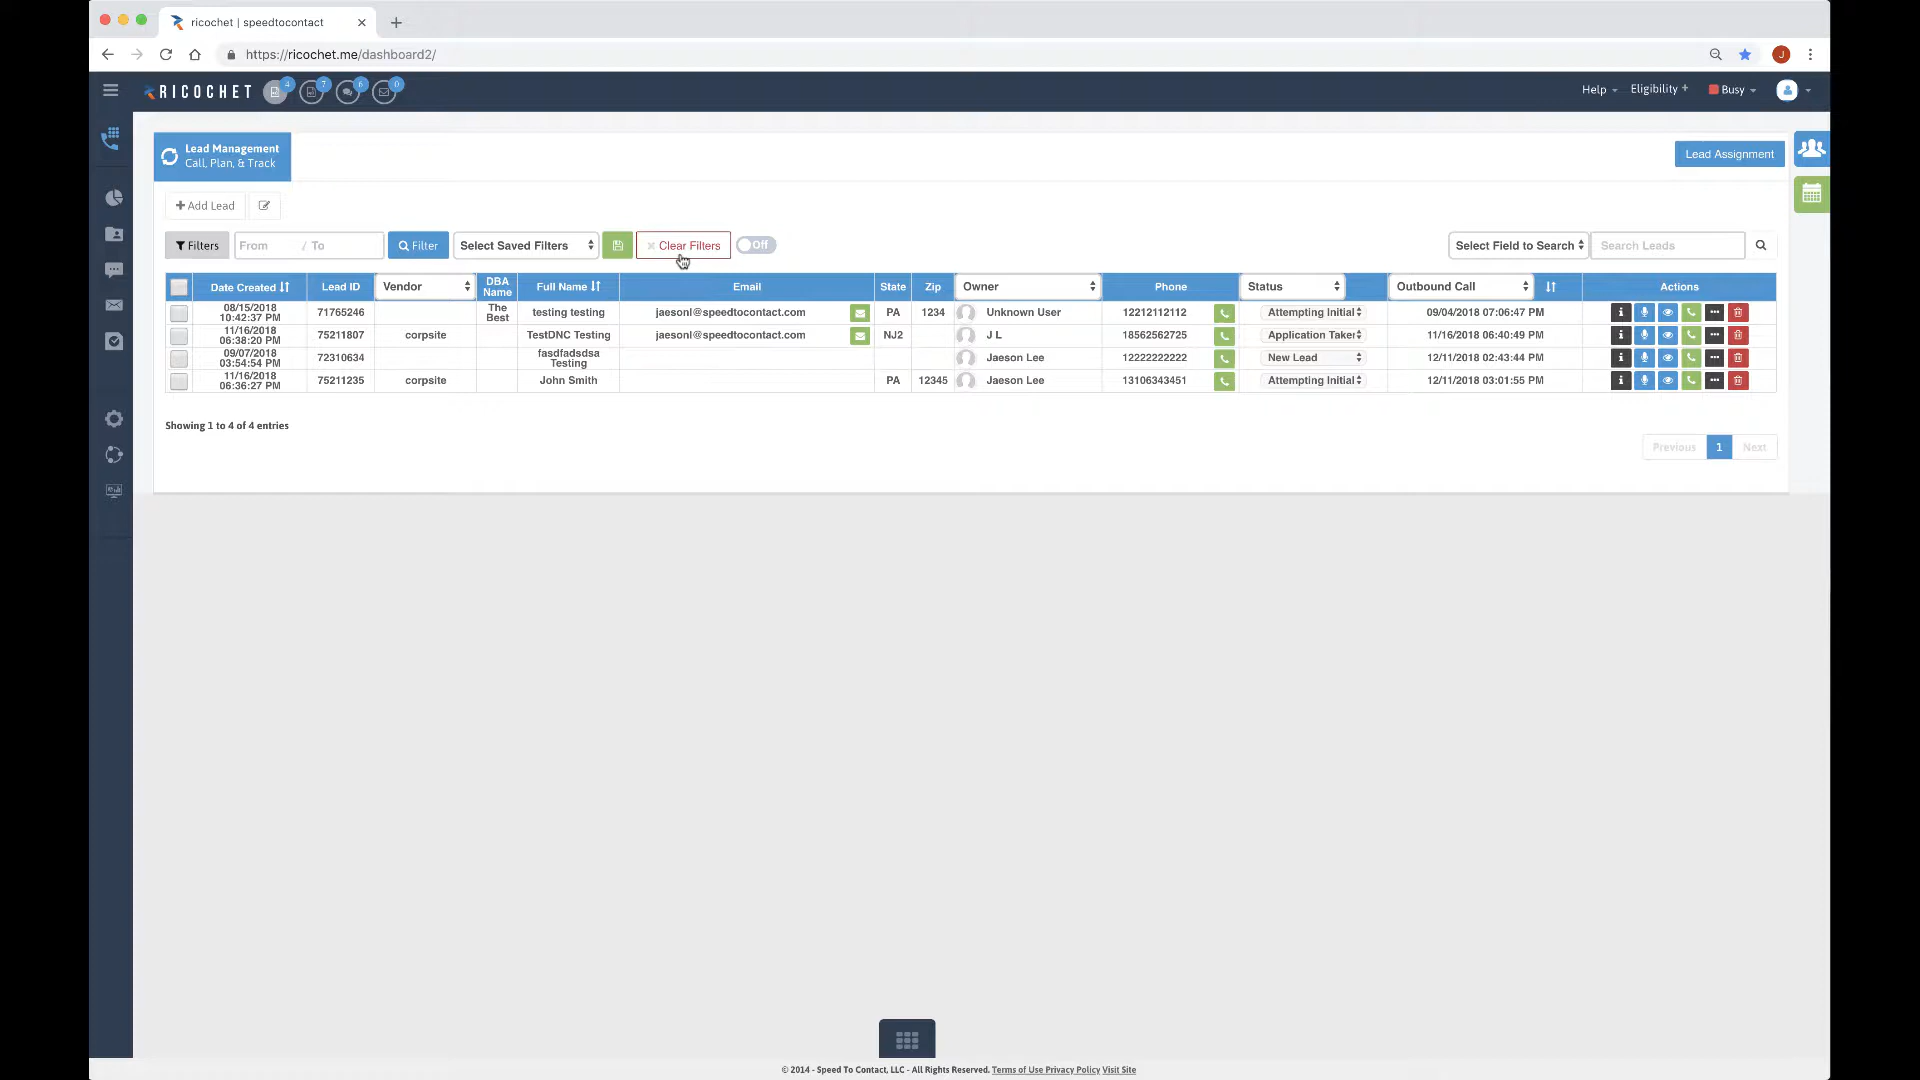 ricochet | speedtocontact
https://ricochet.me/dashboard2/
J
RICOCHET 4 7 6 0 Help Eligibility + Busy
Lead Management
Call, Plan, & Track
Lead Assignment
+ Add Lead
Filters From / To Filter Select Saved Filters × Clear Filters Off Select Field to Search Search Leads
Date Created Lead ID Vendor DBA Name Full Name Email State Zip Owner Phone Status Outbound Call Actions
08/15/2018 10:42:37 PM 71765246 The Best testing testing jaesonl@speedtocontact.com PA 1234 Unknown User 12212112112 Attempting Initial 09/04/2018 07:06:47 PM
11/16/2018 06:38:20 PM 75211807 corpsite TestDNC Testing jaesonl@speedtocontact.com NJ2 J L 18562562725 Application Taken 11/16/2018 06:40:49 PM
09/07/2018 03:54:54 PM 72310634 fasdfadsdsa Testing Jaeson Lee 12222222222 New Lead 12/11/2018 02:43:44 PM
11/16/2018 06:36:27 PM 75211235 corpsite John Smith PA 12345 Jaeson Lee 13106343451 Attempting Initial 12/11/2018 03:01:55 PM
Showing 1 to 4 of 4 entries
Previous 1 Next
© 2014 - Speed To Contact, LLC - All Rights Reserved. Terms of Use Privacy Policy Visit Site